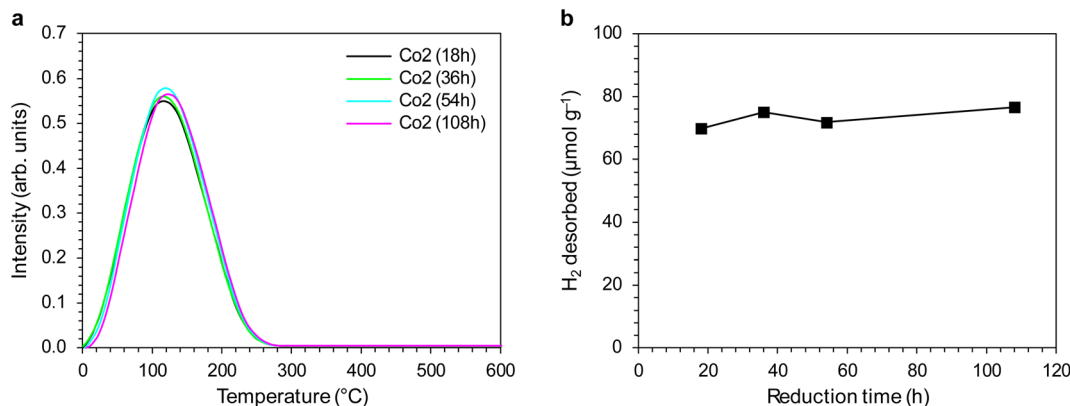 a
0.7
0.6
0.5
0.4
0.3
0.2
0.1
0.0
Intensity (arb. units)
Co2 (18h)
Co2 (36h)
Co2 (54h)
Co2 (108h)
0 100 200 300 400 500 600
Temperature (°C)
b
100
80
60
40
20
0
H₂ desorbed (µmol g⁻¹)
0 20 40 60 80 100 120
Reduction time (h)